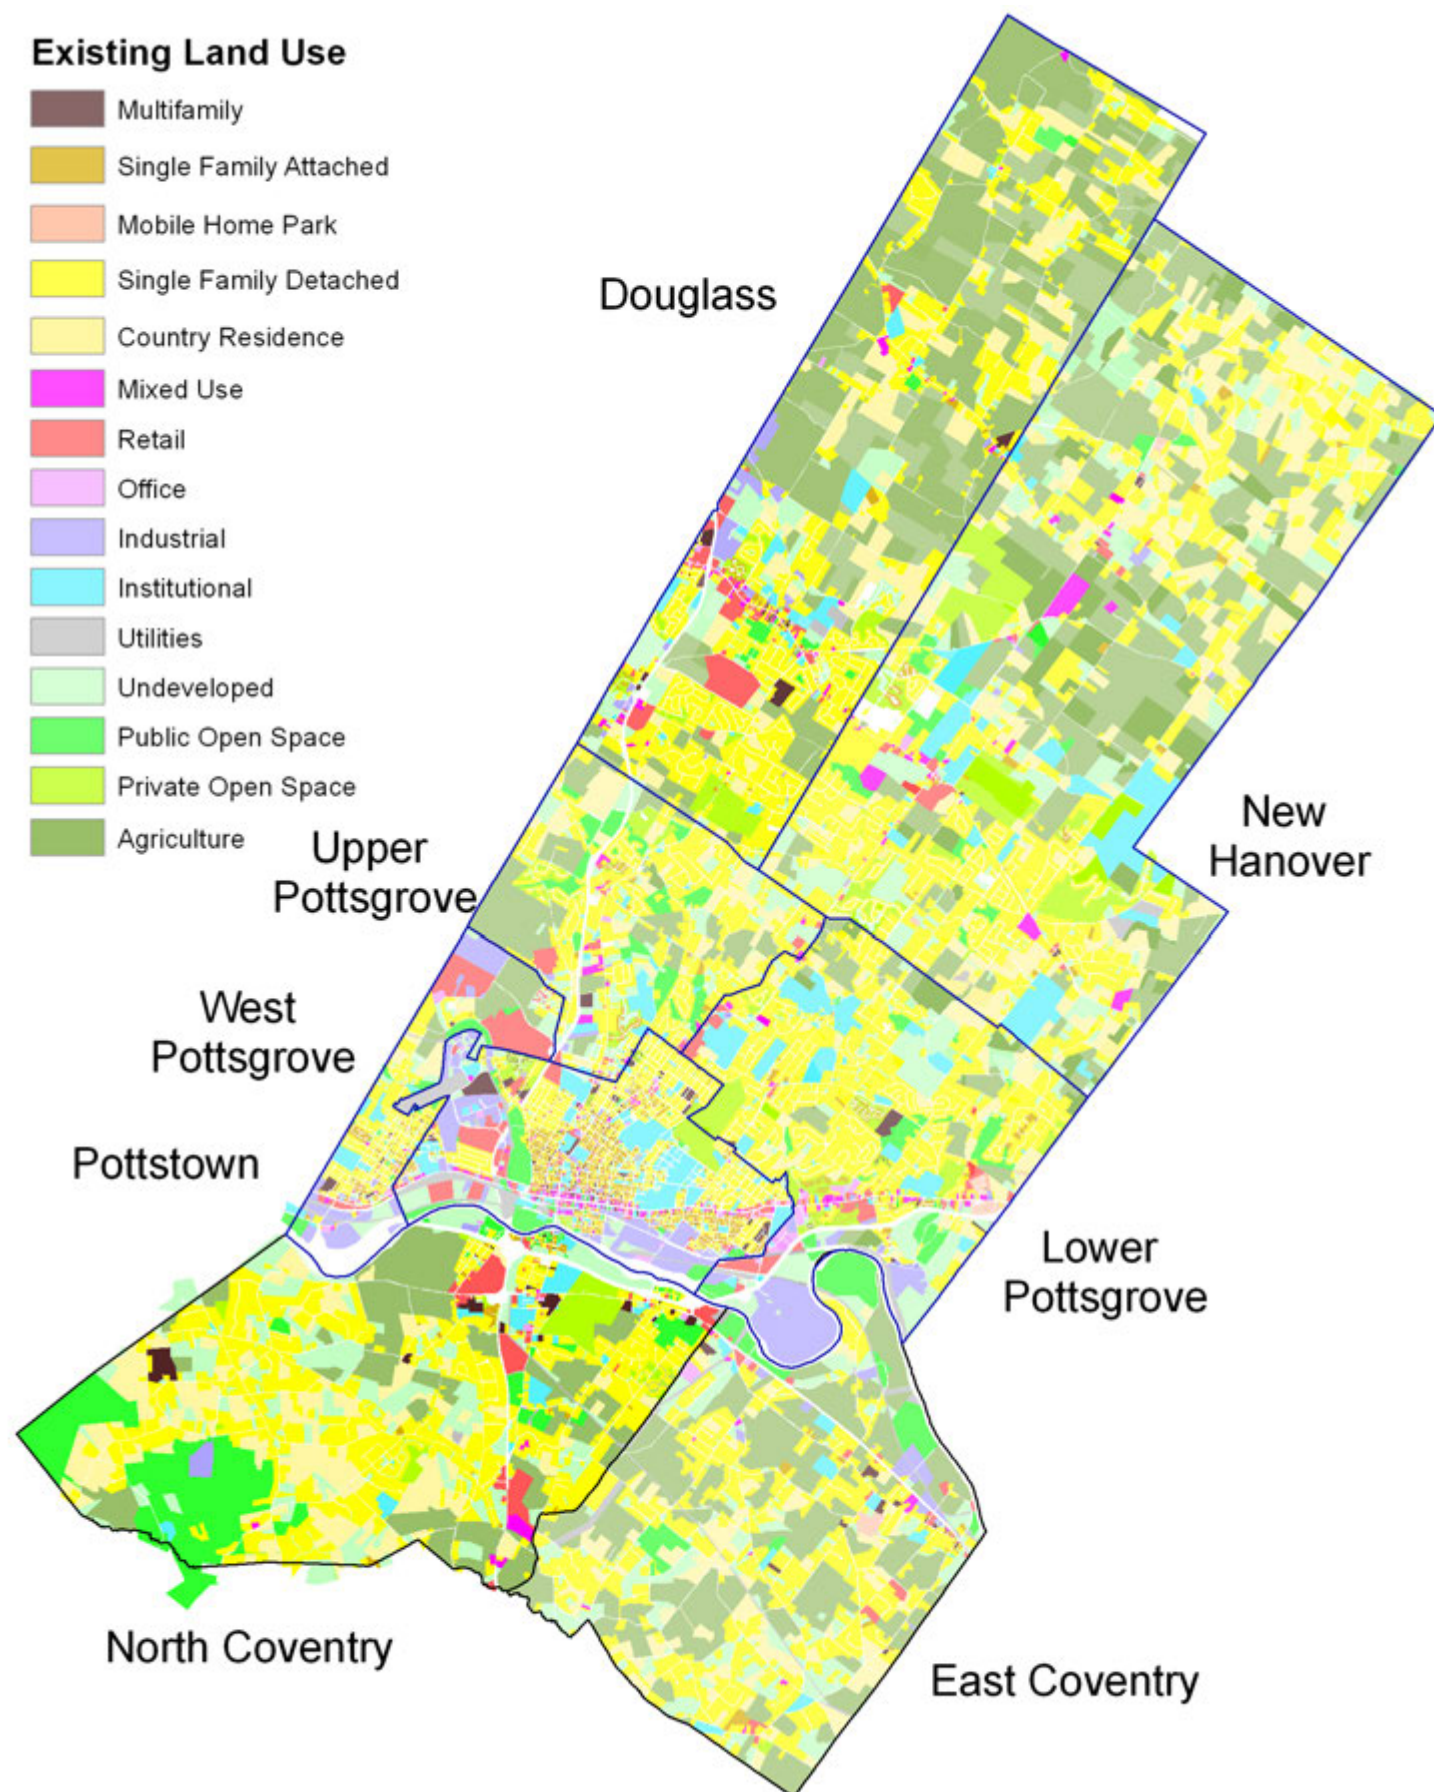 Existing Land Use
Multifamily
Single Family Attached
Mobile Home Park
Single Family Detached
Country Residence
Mixed Use
Retail
Office
Industrial
Institutional
Utilities
Undeveloped
Public Open Space
Private Open Space
Agriculture
Douglass
New
Hanover
Upper
Pottsgrove
West
Pottsgrove
Pottstown
Lower
Pottsgrove
North Coventry
East Coventry